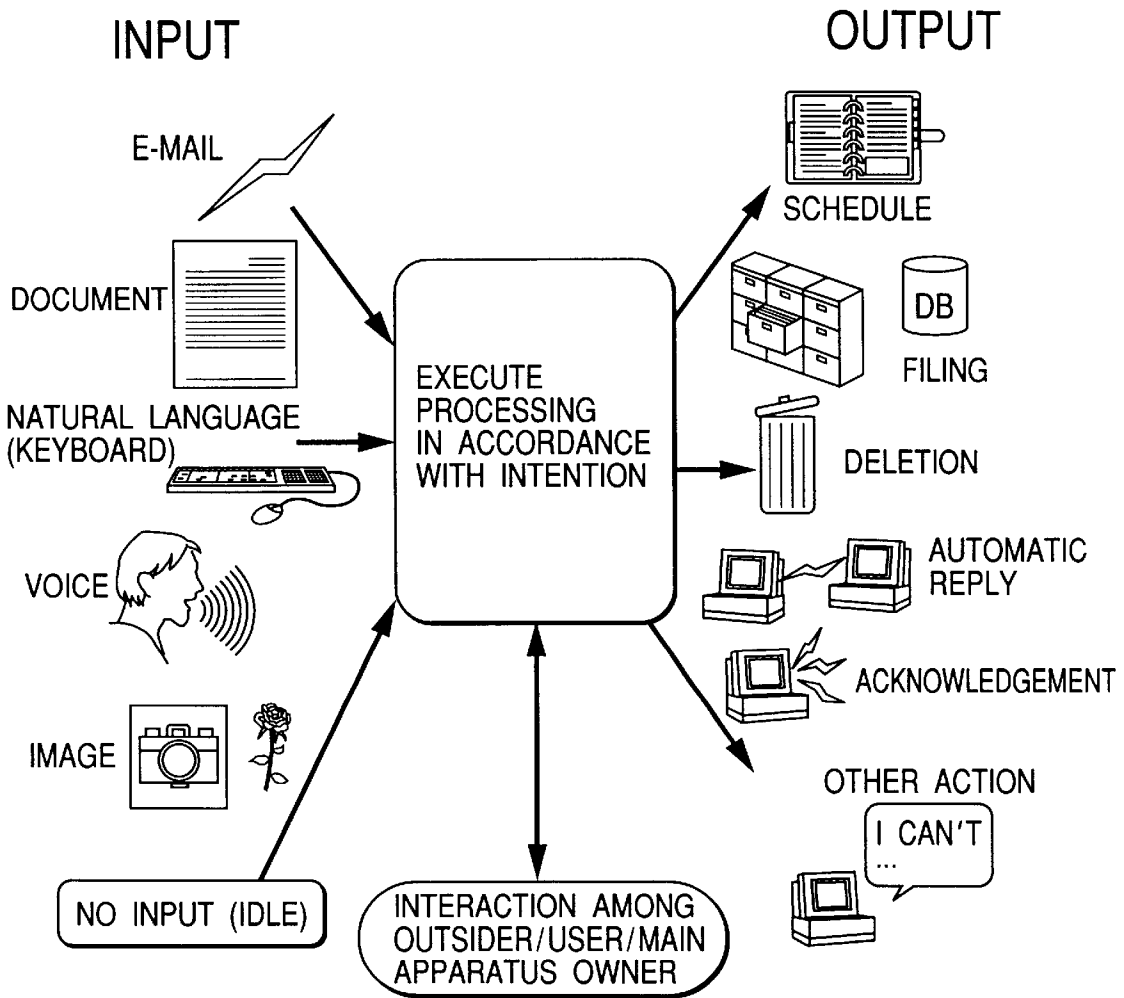 INPUT
OUTPUT
E-MAIL
DOCUMENT
NATURAL LANGUAGE
(KEYBOARD)
VOICE
IMAGE
NO INPUT (IDLE)
EXECUTE
PROCESSING
IN ACCORDANCE
WITH INTENTION
INTERACTION AMONG
OUTSIDER/USER/MAIN
APPARATUS OWNER
SCHEDULE
DB
FILING
DELETION
AUTOMATIC
REPLY
ACKNOWLEDGEMENT
OTHER ACTION
I CAN'T
...